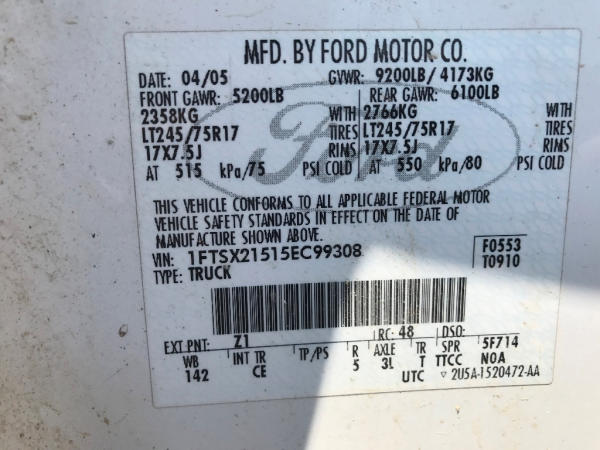 MFD. BY FORD MOTOR CO.
DATE: 04/05 GVWR: 9200LB/ 4173KG
FRONT GAWR: 5200LB REAR GAWR: 6100LB
2358KG WITH 2766KG WITH
LT245/75R17 TIRES LT245/75R17 TIRES
17X7.5J RIMS 17X7.5J RIMS
AT 515 kPa/75 PSI COLD AT 550 kPa/80 PSI COLD
Ford
THIS VEHICLE CONFORMS TO ALL APPLICABLE FEDERAL MOTOR
VEHICLE SAFETY STANDARDS IN EFFECT ON THE DATE OF
MANUFACTURE SHOWN ABOVE.
VIN: 1FTSX21515EC99308 F0553
TYPE: TRUCK T0910
EXT PNT: Z1 RC: 48 DSO:
WB INT TR TP/PS R AXLE TR SPR 5F714
142 CE 5 3L T TTCC N0A
UTC ▽ 2U5A-1520472-AA